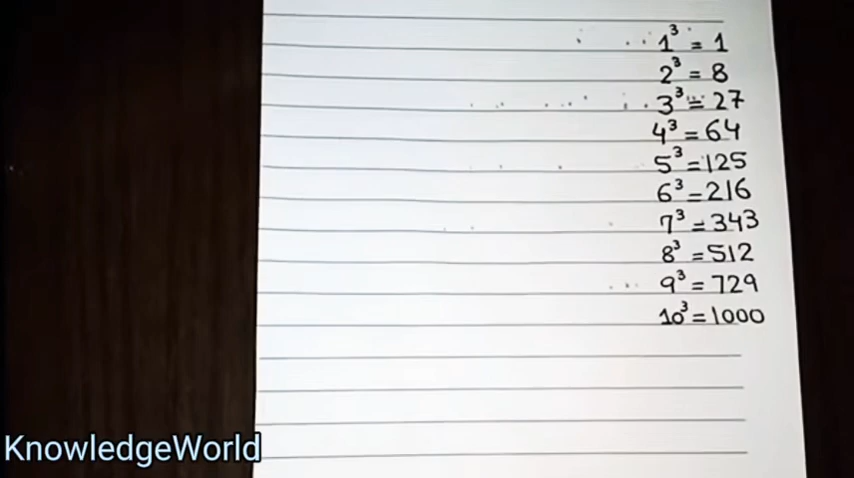 1³ = 1
2³ = 8
3³ = 27
4³ = 64
5³ = 125
6³ = 216
7³ = 343
8³ = 512
9³ = 729
10³ = 1000
KnowledgeWorld